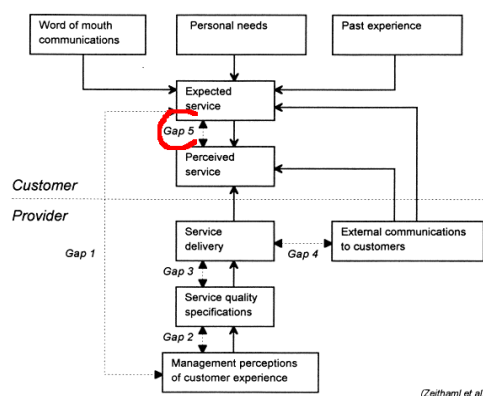 Word of mouth
communications
Personal needs
Past experience
Expected
service
Gap 5
Perceived
service
Customer
Provider
Service
delivery
External communications
to customers
Gap 1
Gap 4
Gap 3
Service quality
specifications
Gap 2
Management perceptions
of customer experience
(Zeithaml et al